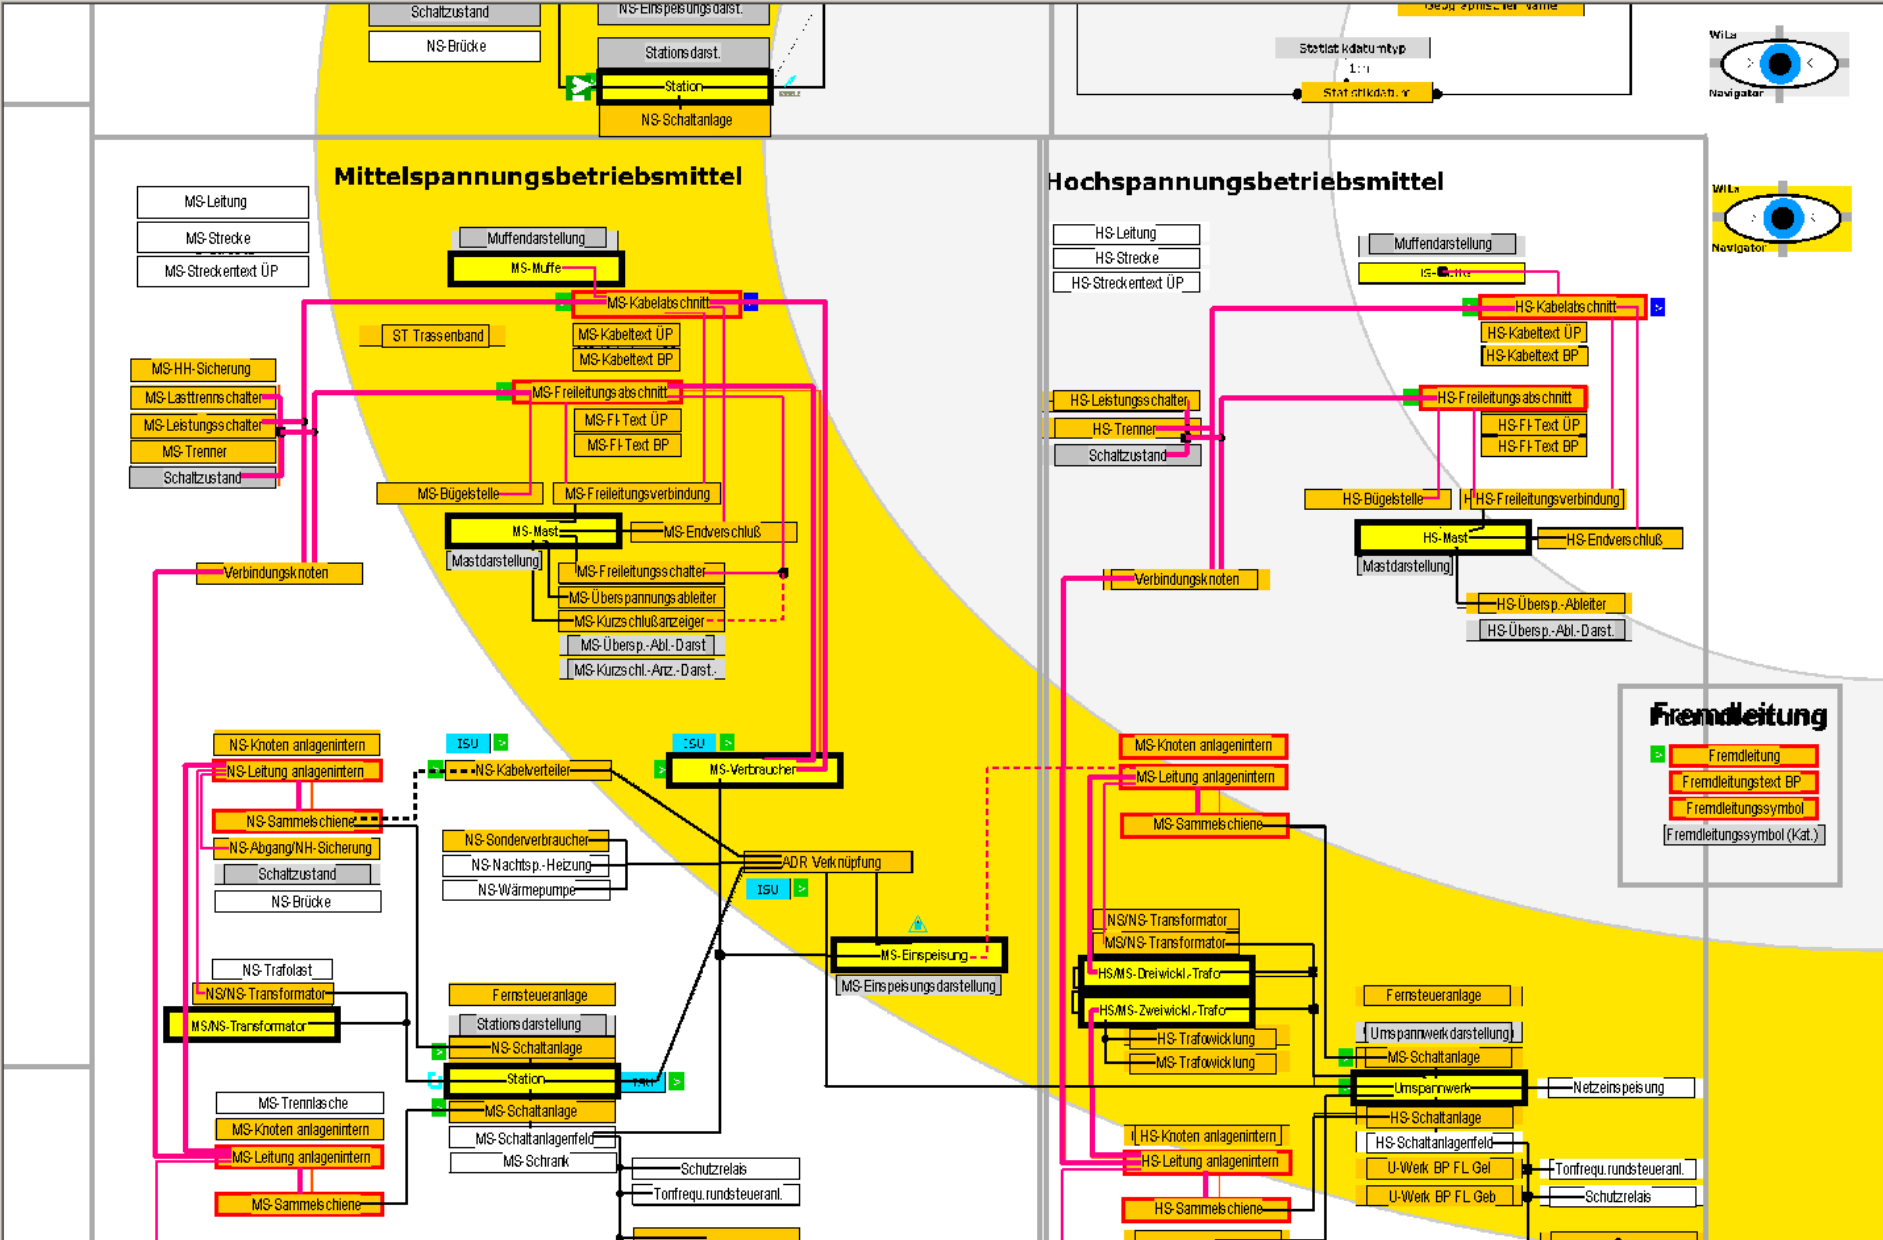 Schaltzustand
NS-Brücke
NS-Einspeisungsdarst.
Stationsdarst.
Station
NS-Schaltanlage
Geographischer Name
Statistikdatumtyp
1:n
Statistikdatum
WiLa
Navigator
Mittelspannungsbetriebsmittel
MS-Leitung
MS-Strecke
MS-Streckentext ÜP
Muffendarstellung
MS-Muffe
MS-Kabelabschnitt
MS-Kabeltext ÜP
MS-Kabeltext BP
ST Trassenband
MS-HH-Sicherung
MS-Lasttrennschalter
MS-Leistungsschalter
MS-Trenner
Schaltzustand
MS-Freileitungsabschnitt
MS-Fl-Text ÜP
MS-Fl-Text BP
MS-Bügelstelle
MS-Freileitungsverbindung
MS-Mast
MS-Endverschluß
Mastdarstellung
MS-Freileitungsschalter
MS-Überspannungsableiter
MS-Kurzschlußanzeiger
MS-Übersp.-Abl.-Darst
MS-Kurzschl.-Anz.-Darst.
Verbindungsknoten
NS-Knoten anlagenintern
NS-Leitung anlagenintern
NS-Sammelschiene
NS-Abgang/NH-Sicherung
Schaltzustand
NS-Brücke
ISU
NS-Kabelverteiler
ISU
MS-Verbraucher
NS-Sonderverbraucher
NS-Nachtsp.-Heizung
NS-Wärmepumpe
ADR Verknüpfung
ISU
MS-Einspeisung
MS-Einspeisungsdarstellung
NS-Trafolast
NS/NS-Transformator
MS/NS-Transformator
Fernsteueranlage
Stationsdarstellung
NS-Schaltanlage
Station
ISU
MS-Schaltanlage
MS-Schaltanlagenfeld
MS-Schrank
MS-Trennlasche
MS-Knoten anlagenintern
MS-Leitung anlagenintern
MS-Sammelschiene
Schutzrelais
Tonfrequ.rundsteueranl.
Hochspannungsbetriebsmittel
HS-Leitung
HS-Strecke
HS-Streckentext ÜP
Muffendarstellung
HS-Kabelabschnitt
HS-Kabeltext ÜP
HS-Kabeltext BP
HS-Leistungsschalter
HS-Trenner
Schaltzustand
HS-Freileitungsabschnitt
HS-Fl-Text ÜP
HS-Fl-Text BP
HS-Bügelstelle
HS-Freileitungsverbindung
HS-Mast
HS-Endverschluß
Mastdarstellung
HS-Übersp.-Ableiter
HS-Übersp.-Abl.-Darst.
Verbindungsknoten
MS-Knoten anlagenintern
MS-Leitung anlagenintern
MS-Sammelschiene
NS/NS-Transformator
MS/NS-Transformator
HS/MS-Dreiwickl.-Trafo
HS/MS-Zweiwickl.-Trafo
HS-Trafowicklung
MS-Trafowicklung
Fernsteueranlage
Umspannwerkdarstellung
MS-Schaltanlage
Umspannwerk
Netzeinspeisung
HS-Schaltanlage
HS-Schaltanlagenfeld
U-Werk BP FL Gel
U-Werk BP FL Geb
Tonfrequ.rundsteueranl.
Schutzrelais
HS-Knoten anlagenintern
HS-Leitung anlagenintern
HS-Sammelschiene
WiLa
Navigator
Fremdleitung
Fremdleitung
Fremdleitungstext BP
Fremdleitungssymbol
Fremdleitungssymbol (Kat.)